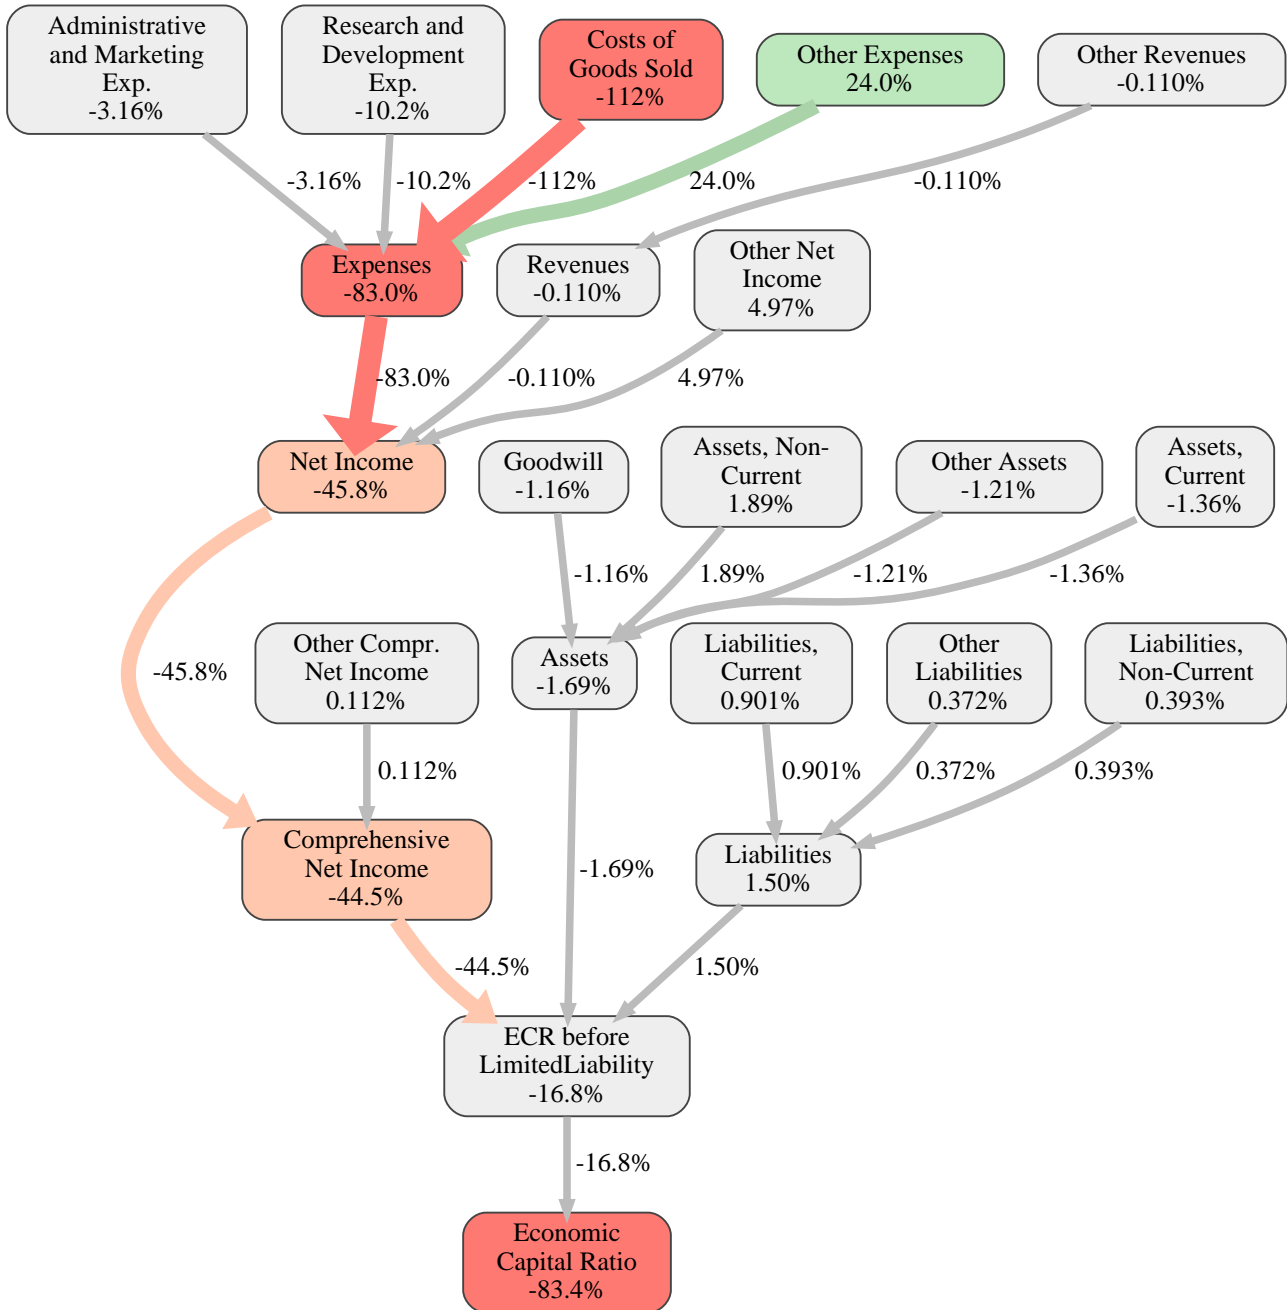 Administrative
and Marketing
Exp.
-3.16%
Research and
Development
Exp.
-10.2%
Costs of
Goods Sold
-112%
Other Expenses
24.0%
Other Revenues
-0.110%
-3.16%
-10.2%
-112%
24.0%
-0.110%
Expenses
-83.0%
Revenues
-0.110%
Other Net
Income
4.97%
-83.0%
-0.110%
4.97%
Net Income
-45.8%
Goodwill
-1.16%
Assets, Non-
Current
1.89%
Other Assets
-1.21%
Assets,
Current
-1.36%
-1.16%
1.89%
-1.21%
-1.36%
-45.8%
Other Compr.
Net Income
0.112%
Assets
-1.69%
Liabilities,
Current
0.901%
Other
Liabilities
0.372%
Liabilities,
Non-Current
0.393%
0.112%
0.901%
0.372%
0.393%
Comprehensive
Net Income
-44.5%
-1.69%
Liabilities
1.50%
-44.5%
1.50%
ECR before
LimitedLiability
-16.8%
-16.8%
Economic
Capital Ratio
-83.4%